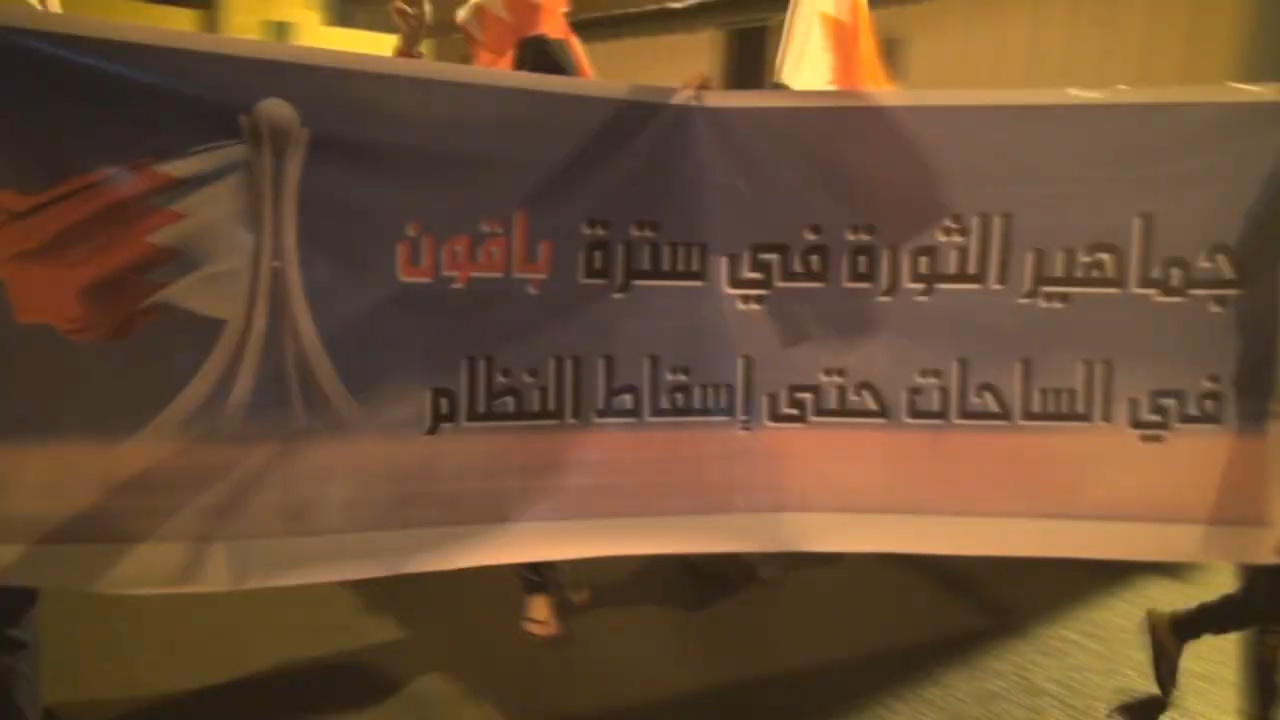 جماهير الثورة في سترة باقون
في الساحات حتى إسقاط النظام